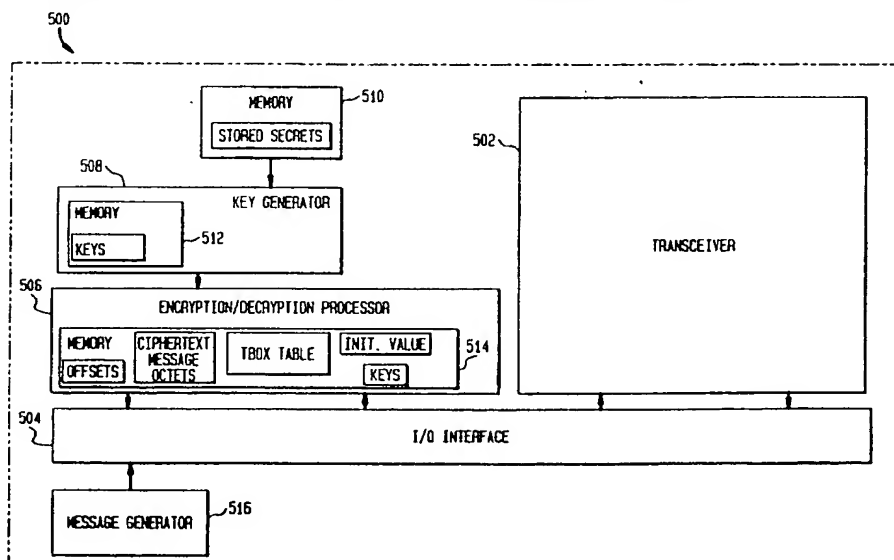 500
MEMORY
510
STORED SECRETS
502
508
KEY GENERATOR
MEMORY
512
KEYS
TRANSCEIVER
506
ENCRYPTION/DECRYPTION PROCESSOR
MEMORY
CIPHERTEXT
MESSAGE
OCTETS
TBOX TABLE
INIT. VALUE
514
OFFSETS
KEYS
504
I/O INTERFACE
MESSAGE GENERATOR
516